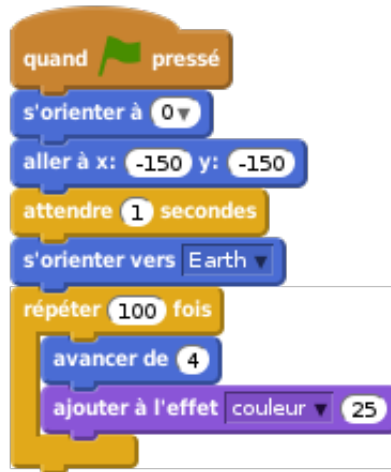 quand pressé
s'orienter à 0
aller à x: -150 y: -150
attendre 1 secondes
s'orienter vers Earth
répéter 100 fois
avancer de 4
ajouter à l'effet couleur 25